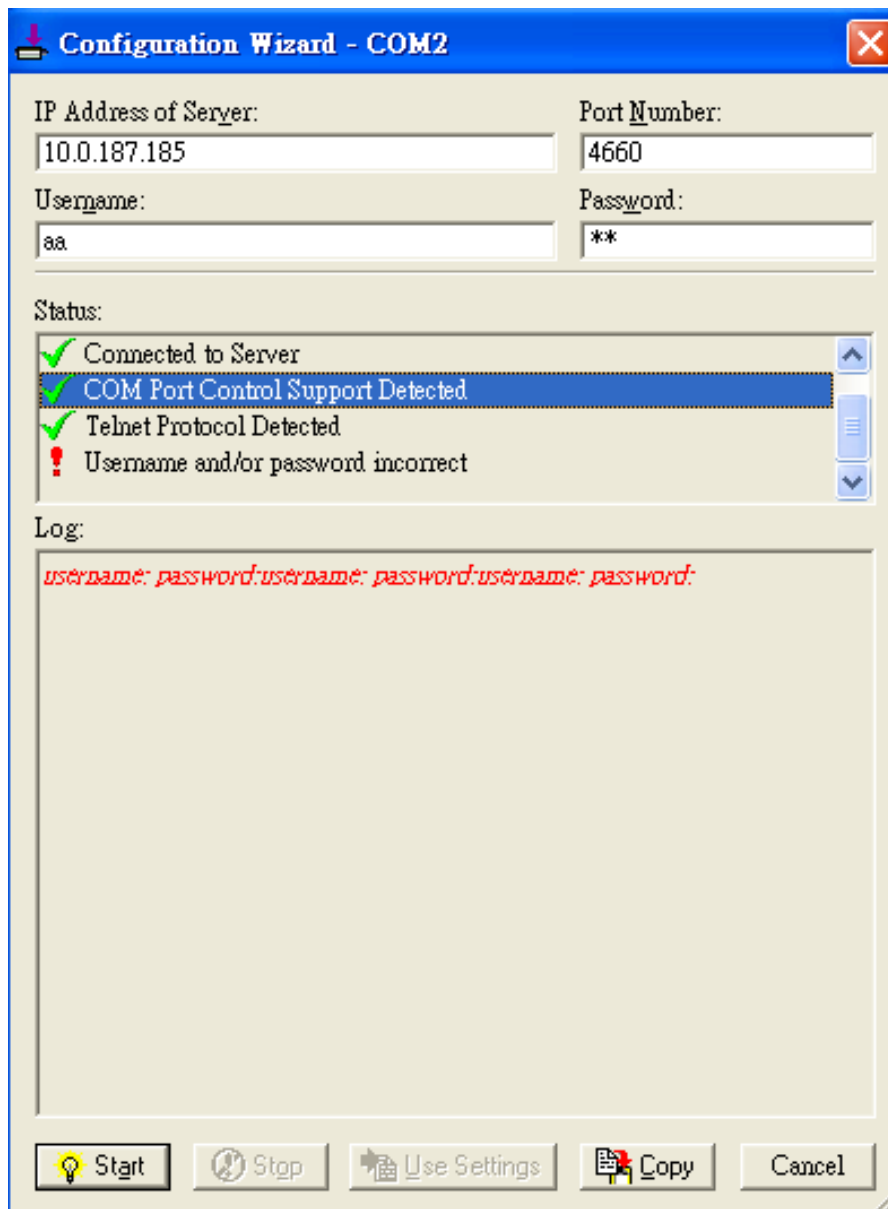 Configuration Wizard - COM2
IP Address of Server: Port Number:
10.0.187.185 4660
Username: Password:
aa **
Status:
Connected to Server
COM Port Control Support Detected
Telnet Protocol Detected
Username and/or password incorrect
Log:
username: password:username: password:username: password:
Start Stop Use Settings Copy Cancel